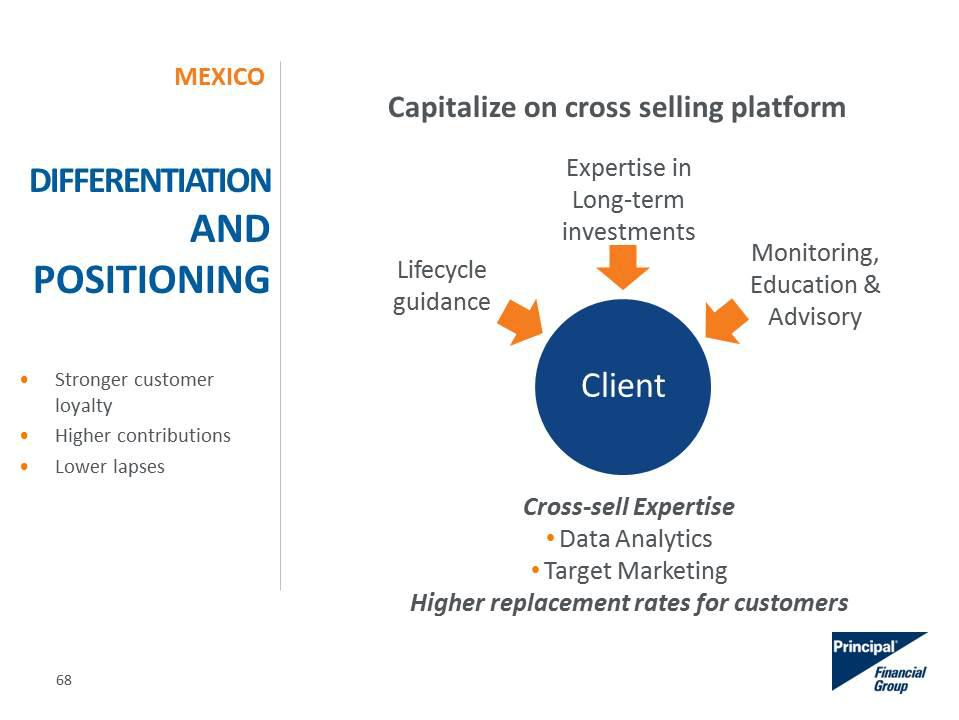 MEXICO
DIFFERENTIATION
AND
POSITIONING
• Stronger customer
loyalty
• Higher contributions
• Lower lapses
Capitalize on cross selling platform
Expertise in
Long-term
investments
Lifecycle
guidance
Monitoring,
Education &
Advisory
Client
Cross-sell Expertise
• Data Analytics
• Target Marketing
Higher replacement rates for customers
68
Principal®
Financial
Group